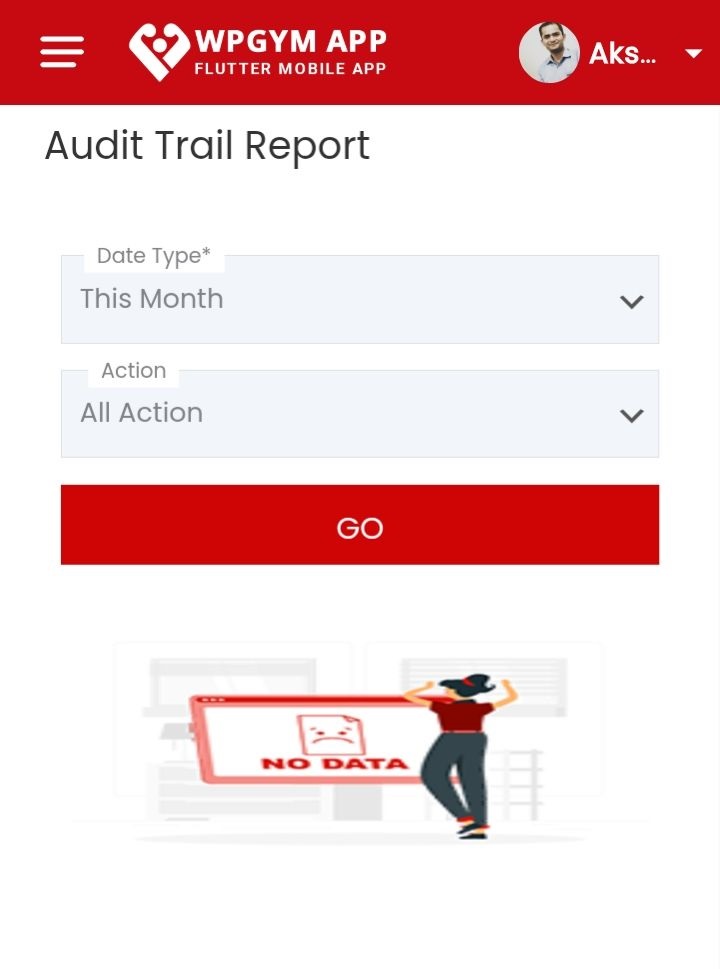 WPGYM APP
FLUTTER MOBILE APP
Aks...
Audit Trail Report
Date Type*
This Month
Action
All Action
GO
NO DATA